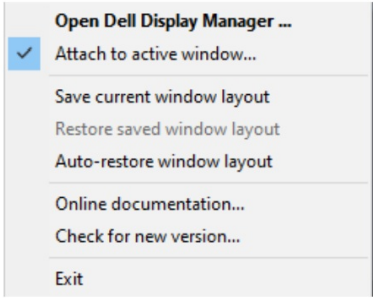 Open Dell Display Manager ...
Attach to active window...
Save current window layout
Restore saved window layout
Auto-restore window layout
Online documentation...
Check for new version...
Exit